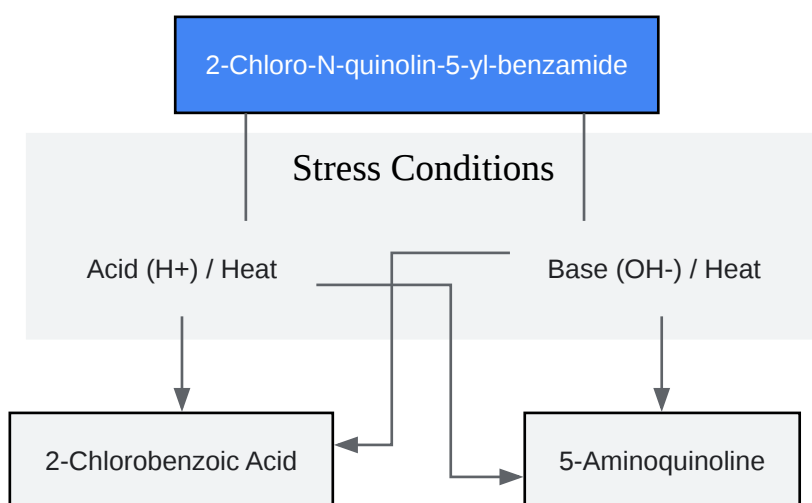 2-Chloro-N-quinolin-5-yl-benzamide
Stress Conditions
Acid (H+) / Heat
Base (OH-) / Heat
2-Chlorobenzoic Acid
5-Aminoquinoline